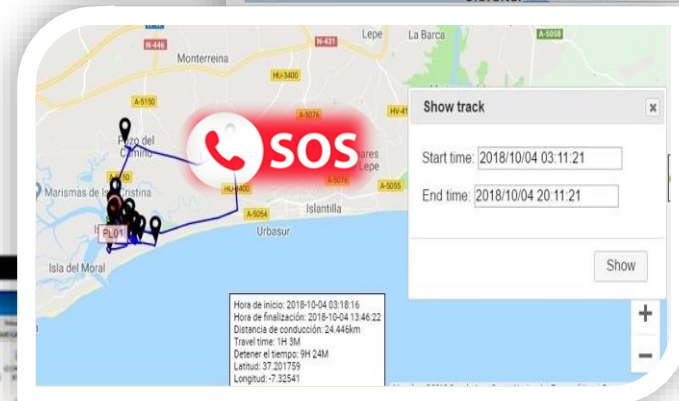 Lepe
La Barca
A-5058
N-446
N-431
Monterreina
HU-3400
A-5150
A-5076
HV-41
Pozo del
Camino
SOS
ares
Lepe
Marismas de Is
Cristina
HU-3400
A-5076
A-5055
A-5054
Islantilla
PL01
Urbasur
Isla del Moral
Show track
×
Start time: 2018/10/04 03:11:21
End time: 2018/10/04 20:11:21
Show
+
−
Hora de inicio: 2018-10-04 03:18:16
Hora de finalización: 2018-10-04 13:46:22
Distancia de conducción: 24.446km
Travel time: 1H 3M
Detener el tiempo: 9H 24M
Latitud: 37.201759
Longitud: -7.32541